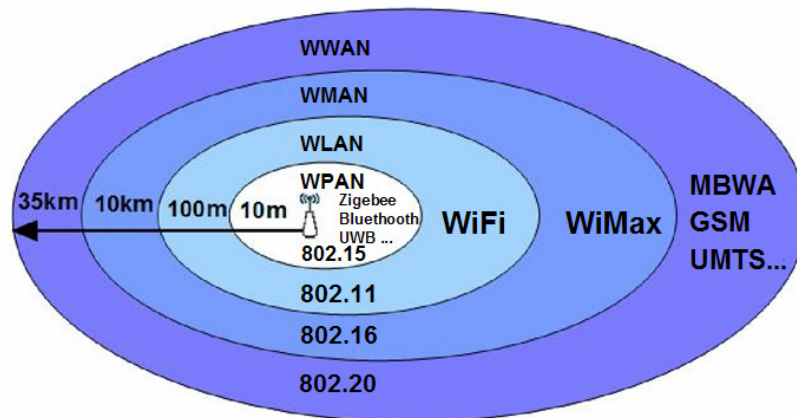 WWAN
WMAN
WLAN
WPAN
35km
10km
100m
10m
Zigebee
Bluethooth
UWB ...
802.15
WiFi
WiMax
MBWA
GSM
UMTS...
802.11
802.16
802.20